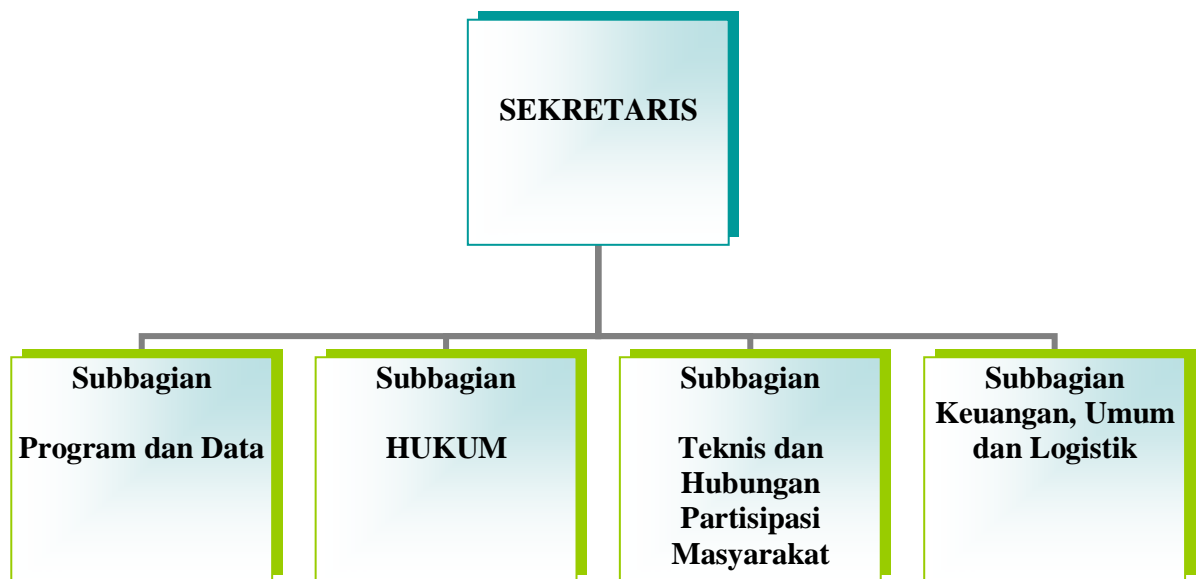 SEKRETARIS
Subbagian
Program dan Data
Subbagian
HUKUM
Subbagian
Teknis dan
Hubungan
Partisipasi
Masyarakat
Subbagian
Keuangan, Umum
dan Logistik